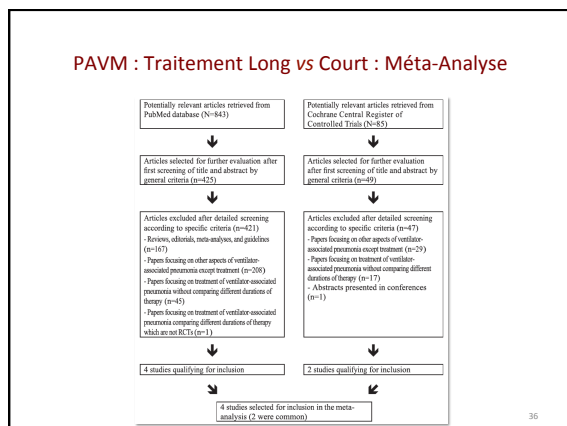 PAVM : Traitement Long vs Court : Méta-Analyse
Potentially relevant articles retrieved from
PubMed database (N=843)
Potentially relevant articles retrieved from
Cochrane Central Register of
Controlled Trials (N=85)
Articles selected for further evaluation after
first screening of title and abstract by
general criteria (n=425)
Articles selected for further evaluation after
first screening of title and abstract by
general criteria (n=49)
Articles excluded after detailed screening
according to specific criteria (n=421)
- Reviews, editorials, meta-analyses, and guidelines
(n=167)
- Papers focusing on other aspects of ventilator-
associated pneumonia except treatment (n=208)
- Papers focusing on treatment of ventilator-associated
pneumonia without comparing different durations of
therapy (n=45)
- Papers focusing on treatment of ventilator-associated
pneumonia comparing different durations of therapy
which are not RCTs (n=1)
Articles excluded after detailed screening
according to specific criteria (n=47)
- Papers focusing on other aspects of ventilator-
associated pneumonia except treatment (n=29)
- Papers focusing on treatment of ventilator-
associated pneumonia without comparing different
durations of therapy (n=17)
- Abstracts presented in conferences
(n=1)
4 studies qualifying for inclusion
2 studies qualifying for inclusion
4 studies selected for inclusion in the meta-
analysis (2 were common)
36